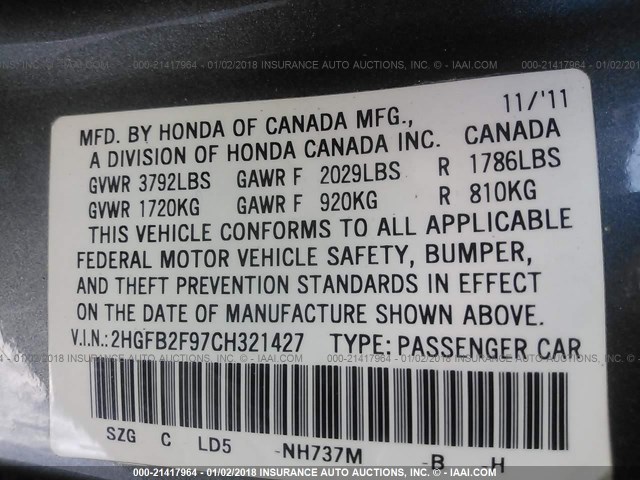 000-21417964 - 01/02/2018 INSURANCE AUTO AUCTIONS, INC. - © IAAI.COM
11/'11
MFD. BY HONDA OF CANADA MFG.,
A DIVISION OF HONDA CANADA INC. CANADA
GVWR 3792LBS GAWR F 2029LBS R 1786LBS
GVWR 1720KG GAWR F 920KG R 810KG
THIS VEHICLE CONFORMS TO ALL APPLICABLE
FEDERAL MOTOR VEHICLE SAFETY, BUMPER,
AND THEFT PREVENTION STANDARDS IN EFFECT
ON THE DATE OF MANUFACTURE SHOWN ABOVE.
V.I.N.:2HGFB2F97CH321427 TYPE: PASSENGER CAR
SZG C LD5 -NH737M -B H
000-21417964 - 01/02/2018 INSURANCE AUTO AUCTIONS, INC. - © IAAI.COM